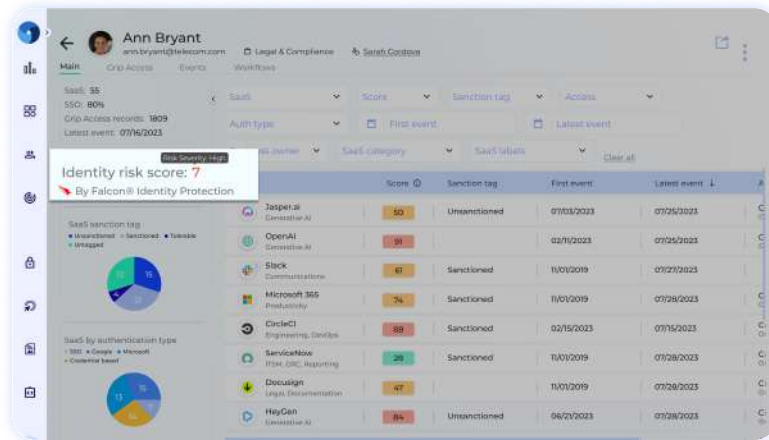 Ann Bryant
ann.bryant@telecom.com
Legal & Compliance
Sarah Cordova
Main
Grip Access
Events
Workflows
SaaS: 55
SSO: 80%
Grip Access records: 1809
Latest event: 07/16/2023
SaaS
Score
Sanction tag
Access
Auth type
First event
Latest event
owner
SaaS category
SaaS labels
Clear all
Risk Severity: High
Identity risk score: 7
By Falcon® Identity Protection
Score
Sanction tag
First event
Latest event
Jasper.ai
Generative AI
50
Unsanctioned
07/03/2023
07/25/2023
OpenAI
Generative AI
91
02/11/2023
07/25/2023
Slack
Communications
61
Sanctioned
11/01/2019
07/27/2023
Microsoft 365
Productivity
74
Sanctioned
11/01/2019
07/28/2023
CircleCI
Engineering, DevOps
89
Sanctioned
02/15/2023
07/15/2023
ServiceNow
ITSM, GRC, Reporting
Sanctioned
11/01/2019
07/28/2023
Docusign
Legal, Documentation
47
11/01/2019
07/28/2023
HeyGen
Generative AI
84
Unsanctioned
06/21/2023
07/28/2023
SaaS sanction tag
Unsanctioned Sanctioned Tolerable
Untagged
15
4
SaaS by authentication type
SSO Google Microsoft
Credential based
13